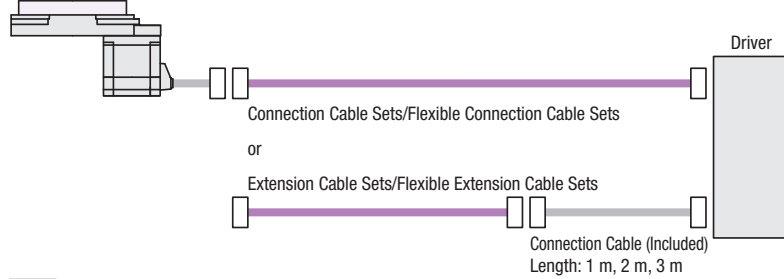 Driver
Connection Cable Sets/Flexible Connection Cable Sets
or
Extension Cable Sets/Flexible Extension Cable Sets
Connection Cable (Included)
Length: 1 m, 2 m, 3 m